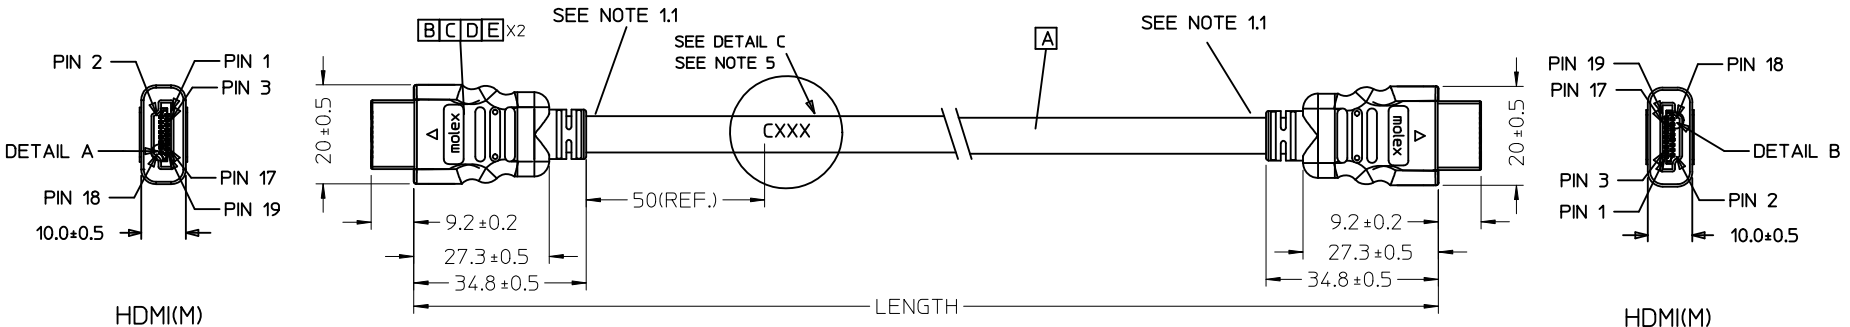 SEE NOTE 1.1
SEE NOTE 1.1
B C D E X2
SEE DETAIL C
SEE NOTE 5
A
PIN 2
PIN 1
PIN 3
DETAIL A
PIN 17
PIN 18
PIN 19
10.0±0.5
HDMI(M)
20±0.5
molex
CXXX
50(REF.)
9.2±0.2
27.3±0.5
34.8±0.5
LENGTH
molex
20±0.5
9.2±0.2
27.3±0.5
34.8±0.5
PIN 19
PIN 18
PIN 17
DETAIL B
PIN 3
PIN 1
PIN 2
10.0±0.5
HDMI(M)